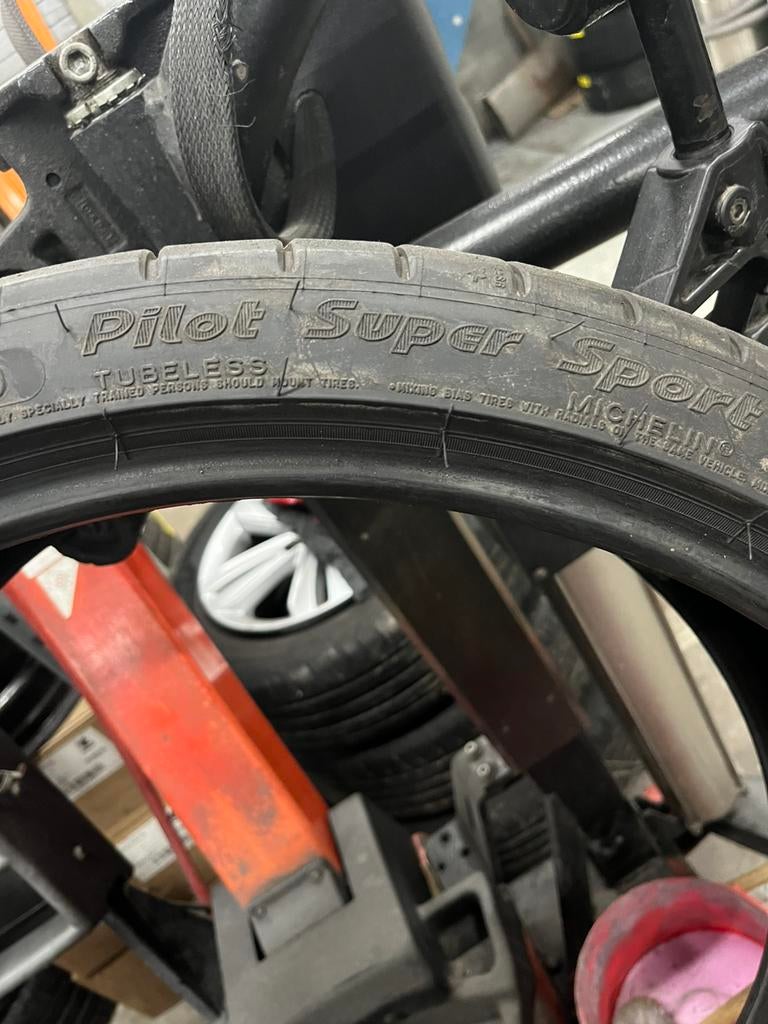 Pilot Super Sport
TUBELESS
MICHELIN®
SPECIALLY TRAINED PERSONS SHOULD MOUNT TIRES. •MIXING BIAS TIRES WITH RADIALS ON THE SAME VEHICLE